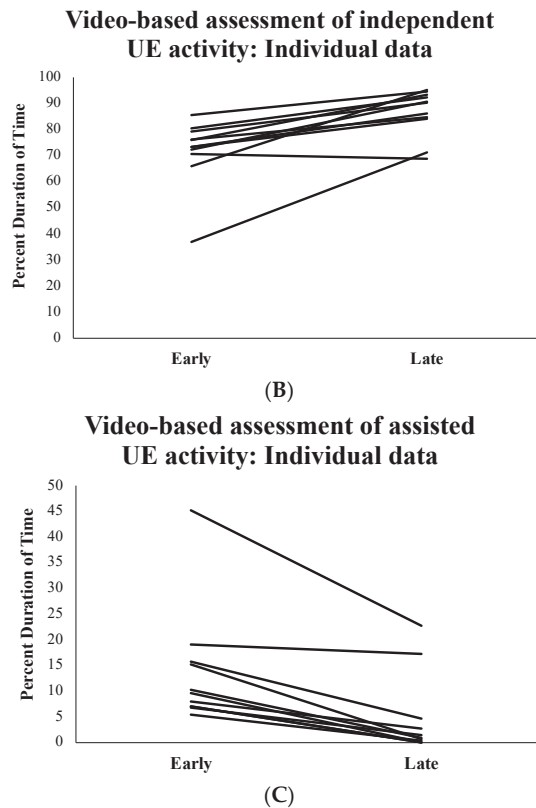 Video-based assessment of independent
UE activity: Individual data
Percent Duration of Time
100
90
80
70
60
50
40
30
20
10
0
Early Late
(B)
Video-based assessment of assisted
UE activity: Individual data
Percent Duration of Time
50
45
40
35
30
25
20
15
10
5
0
Early Late
(C)